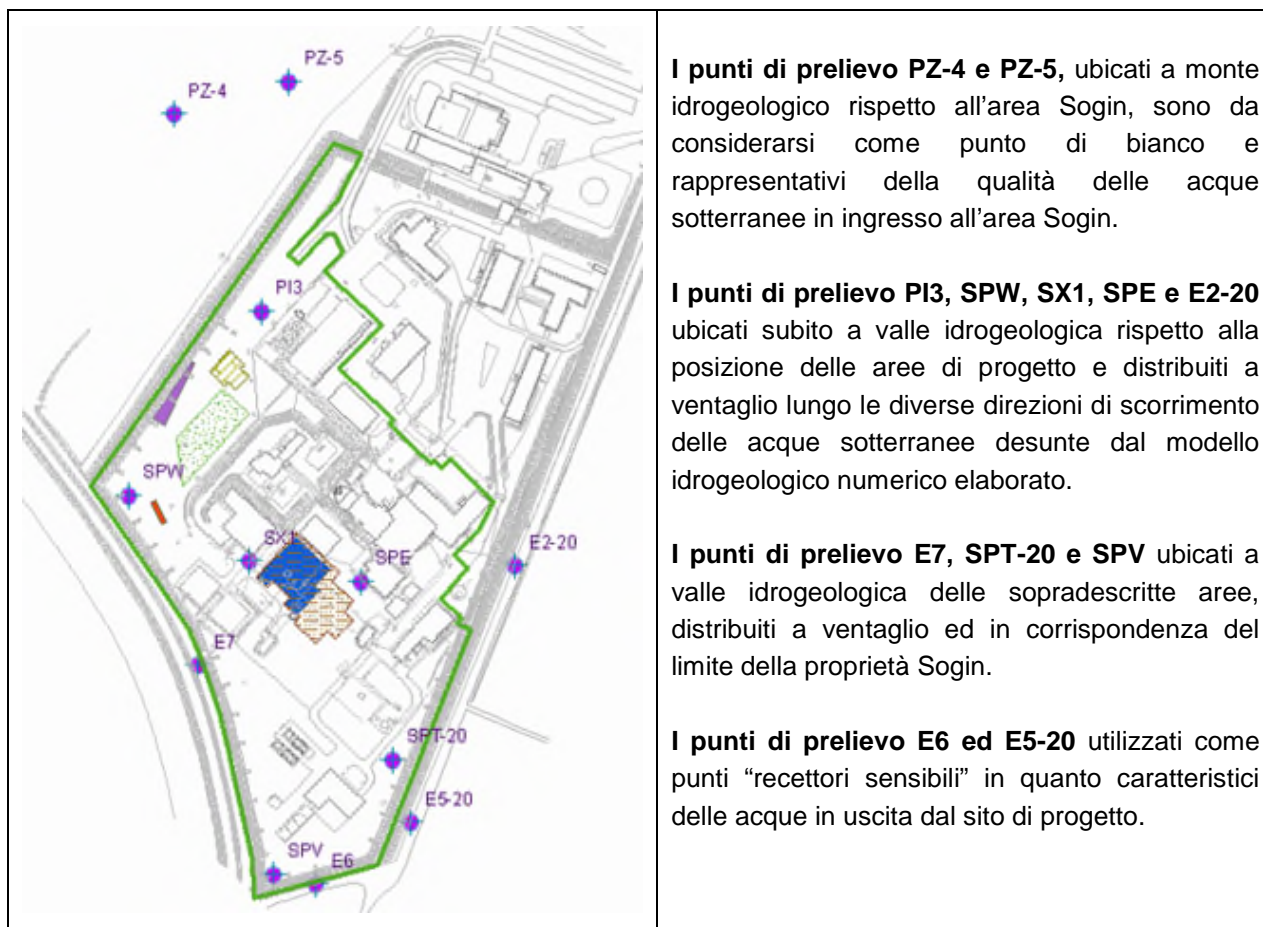 PZ-5
PZ-4
PI3
SPW
SX1
SPE
E2-20
E7
SPT-20
E5-20
SPV
E6
I punti di prelievo PZ-4 e PZ-5, ubicati a monte
idrogeologico rispetto all'area Sogin, sono da
considerarsi come punto di bianco e
rappresentativi della qualità delle acque
sotterranee in ingresso all'area Sogin.
I punti di prelievo PI3, SPW, SX1, SPE e E2-20
ubicati subito a valle idrogeologica rispetto alla
posizione delle aree di progetto e distribuiti a
ventaglio lungo le diverse direzioni di scorrimento
delle acque sotterranee desunte dal modello
idrogeologico numerico elaborato.
I punti di prelievo E7, SPT-20 e SPV ubicati a
valle idrogeologica delle sopradescritte aree,
distribuiti a ventaglio ed in corrispondenza del
limite della proprietà Sogin.
I punti di prelievo E6 ed E5-20 utilizzati come
punti “recettori sensibili” in quanto caratteristici
delle acque in uscita dal sito di progetto.